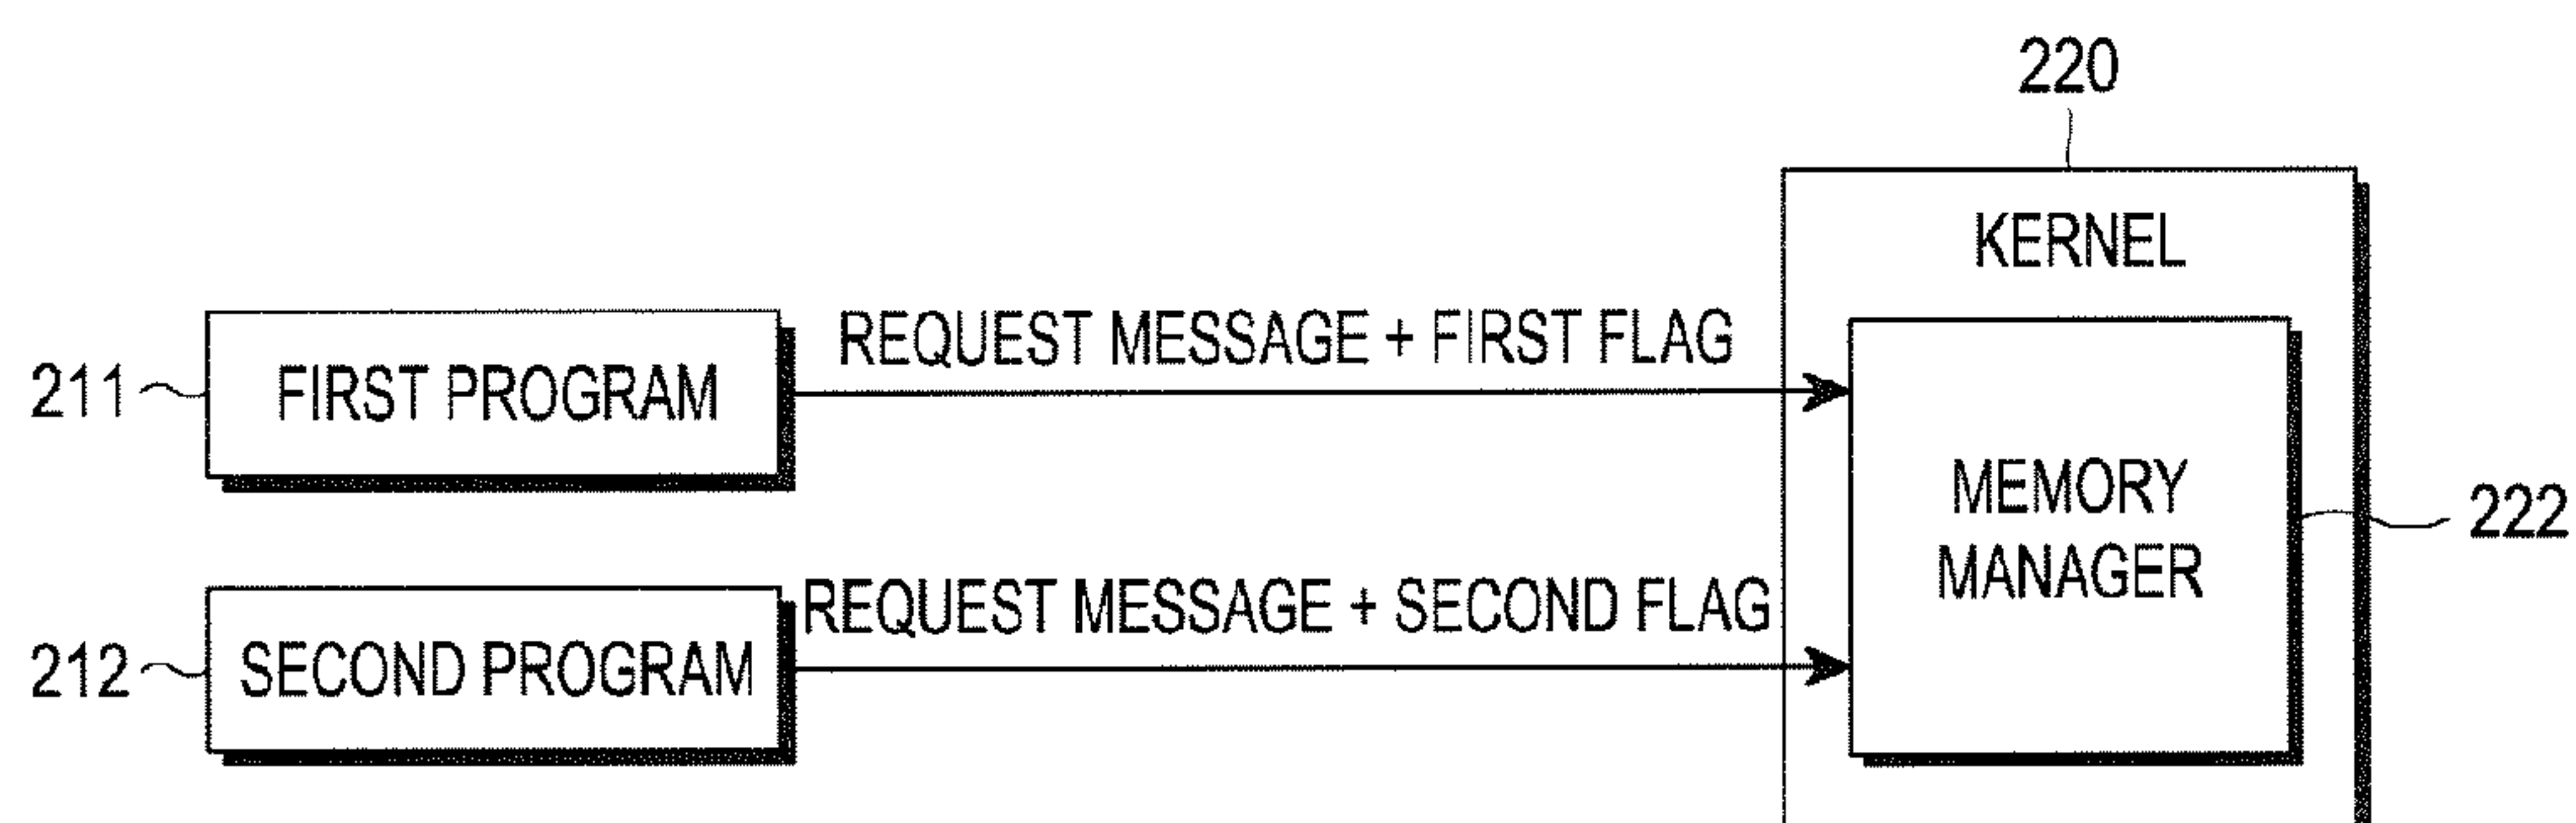 220
KERNEL
REQUEST MESSAGE + FIRST FLAG
211
FIRST PROGRAM
MEMORY
MANAGER
222
REQUEST MESSAGE + SECOND FLAG
212
SECOND PROGRAM